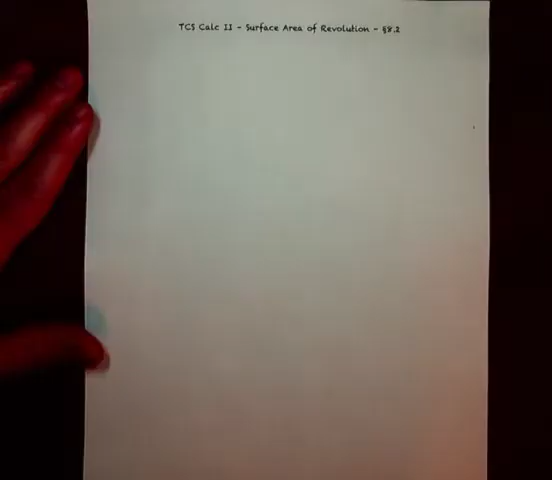 TCS Calc II - Surface Area of Revolution - §8.2